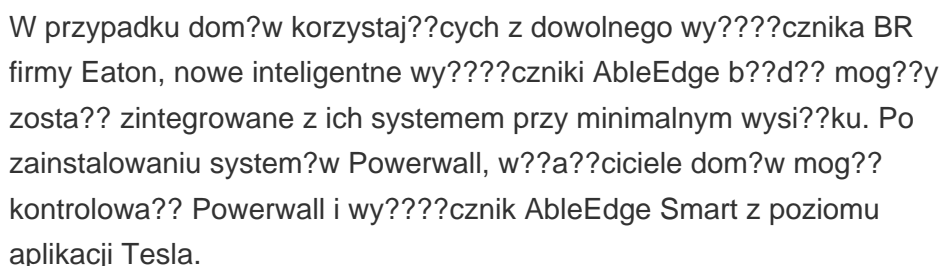 W przypadku dom?w korzystaj??cych z dowolnego wy????cznika BR
firmy Eaton, nowe inteligentne wy????czniki AbleEdge b??d?? mog??y
zosta?? zintegrowane z ich systemem przy minimalnym wysi??ku. Po
zainstalowaniu system?w Powerwall, w??a??ciciele dom?w mog??
kontrolowa?? Powerwall i wy????cznik AbleEdge Smart z poziomu
aplikacji Tesla.